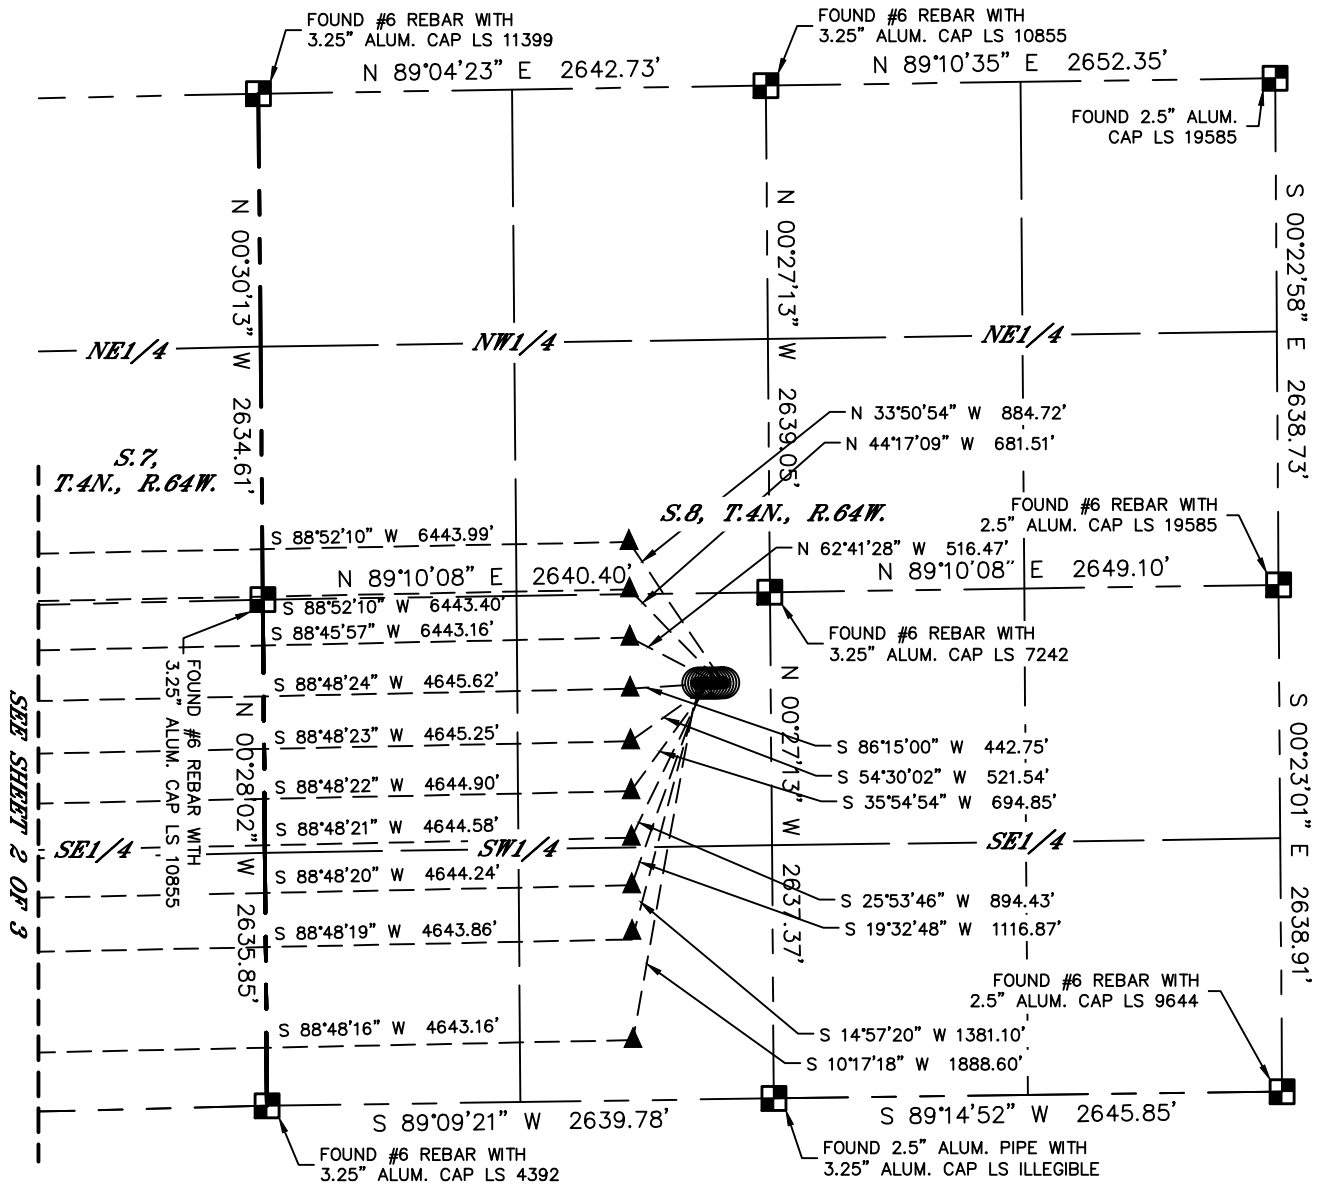 FOUND #6 REBAR WITH
3.25" ALUM. CAP LS 11399
N 89°04'23" E 2642.73'
FOUND #6 REBAR WITH
3.25" ALUM. CAP LS 10855
N 89°10'35" E 2652.35'
FOUND 2.5" ALUM.
CAP LS 19585
N 00°30'13" W 2634.61'
N 00°27'13" W 2639.05'
S 00°22'58" E 2638.73'
NE1/4
NW1/4
NE1/4
N 33°50'54" W 884.72'
N 44°17'09" W 681.51'
S.7,
T.4N., R.64W.
S.8, T.4N., R.64W.
FOUND #6 REBAR WITH
2.5" ALUM. CAP LS 19585
S 88°52'10" W 6443.99'
N 62°41'28" W 516.47'
N 89°10'08" E 2640.40'
N 89°10'08" E 2649.10'
S 88°52'10" W 6443.40'
S 88°45'57" W 6443.16'
FOUND #6 REBAR WITH
3.25" ALUM. CAP LS 7242
FOUND #6 REBAR WITH
3.25" ALUM. CAP LS 10855
S 88°48'24" W 4645.62'
S 88°48'23" W 4645.25'
S 88°48'22" W 4644.90'
S 88°48'21" W 4644.58'
S 88°48'20" W 4644.24'
S 88°48'19" W 4643.86'
S 88°48'16" W 4643.16'
S 86°15'00" W 442.75'
S 54°30'02" W 521.54'
S 35°54'54" W 694.85'
N 00°28'02" W 2635.85'
N 00°27'13" W 2637.37'
S 00°23'01" E 2638.91'
SEE SHEET 2 OF 3
SE1/4
SW1/4
SE1/4
S 25°53'46" W 894.43'
S 19°32'48" W 1116.87'
FOUND #6 REBAR WITH
2.5" ALUM. CAP LS 9644
S 14°57'20" W 1381.10'
S 10°17'18" W 1888.60'
S 89°09'21" W 2639.78'
S 89°14'52" W 2645.85'
FOUND #6 REBAR WITH
3.25" ALUM. CAP LS 4392
FOUND 2.5" ALUM. PIPE WITH
3.25" ALUM. CAP LS ILLEGIBLE